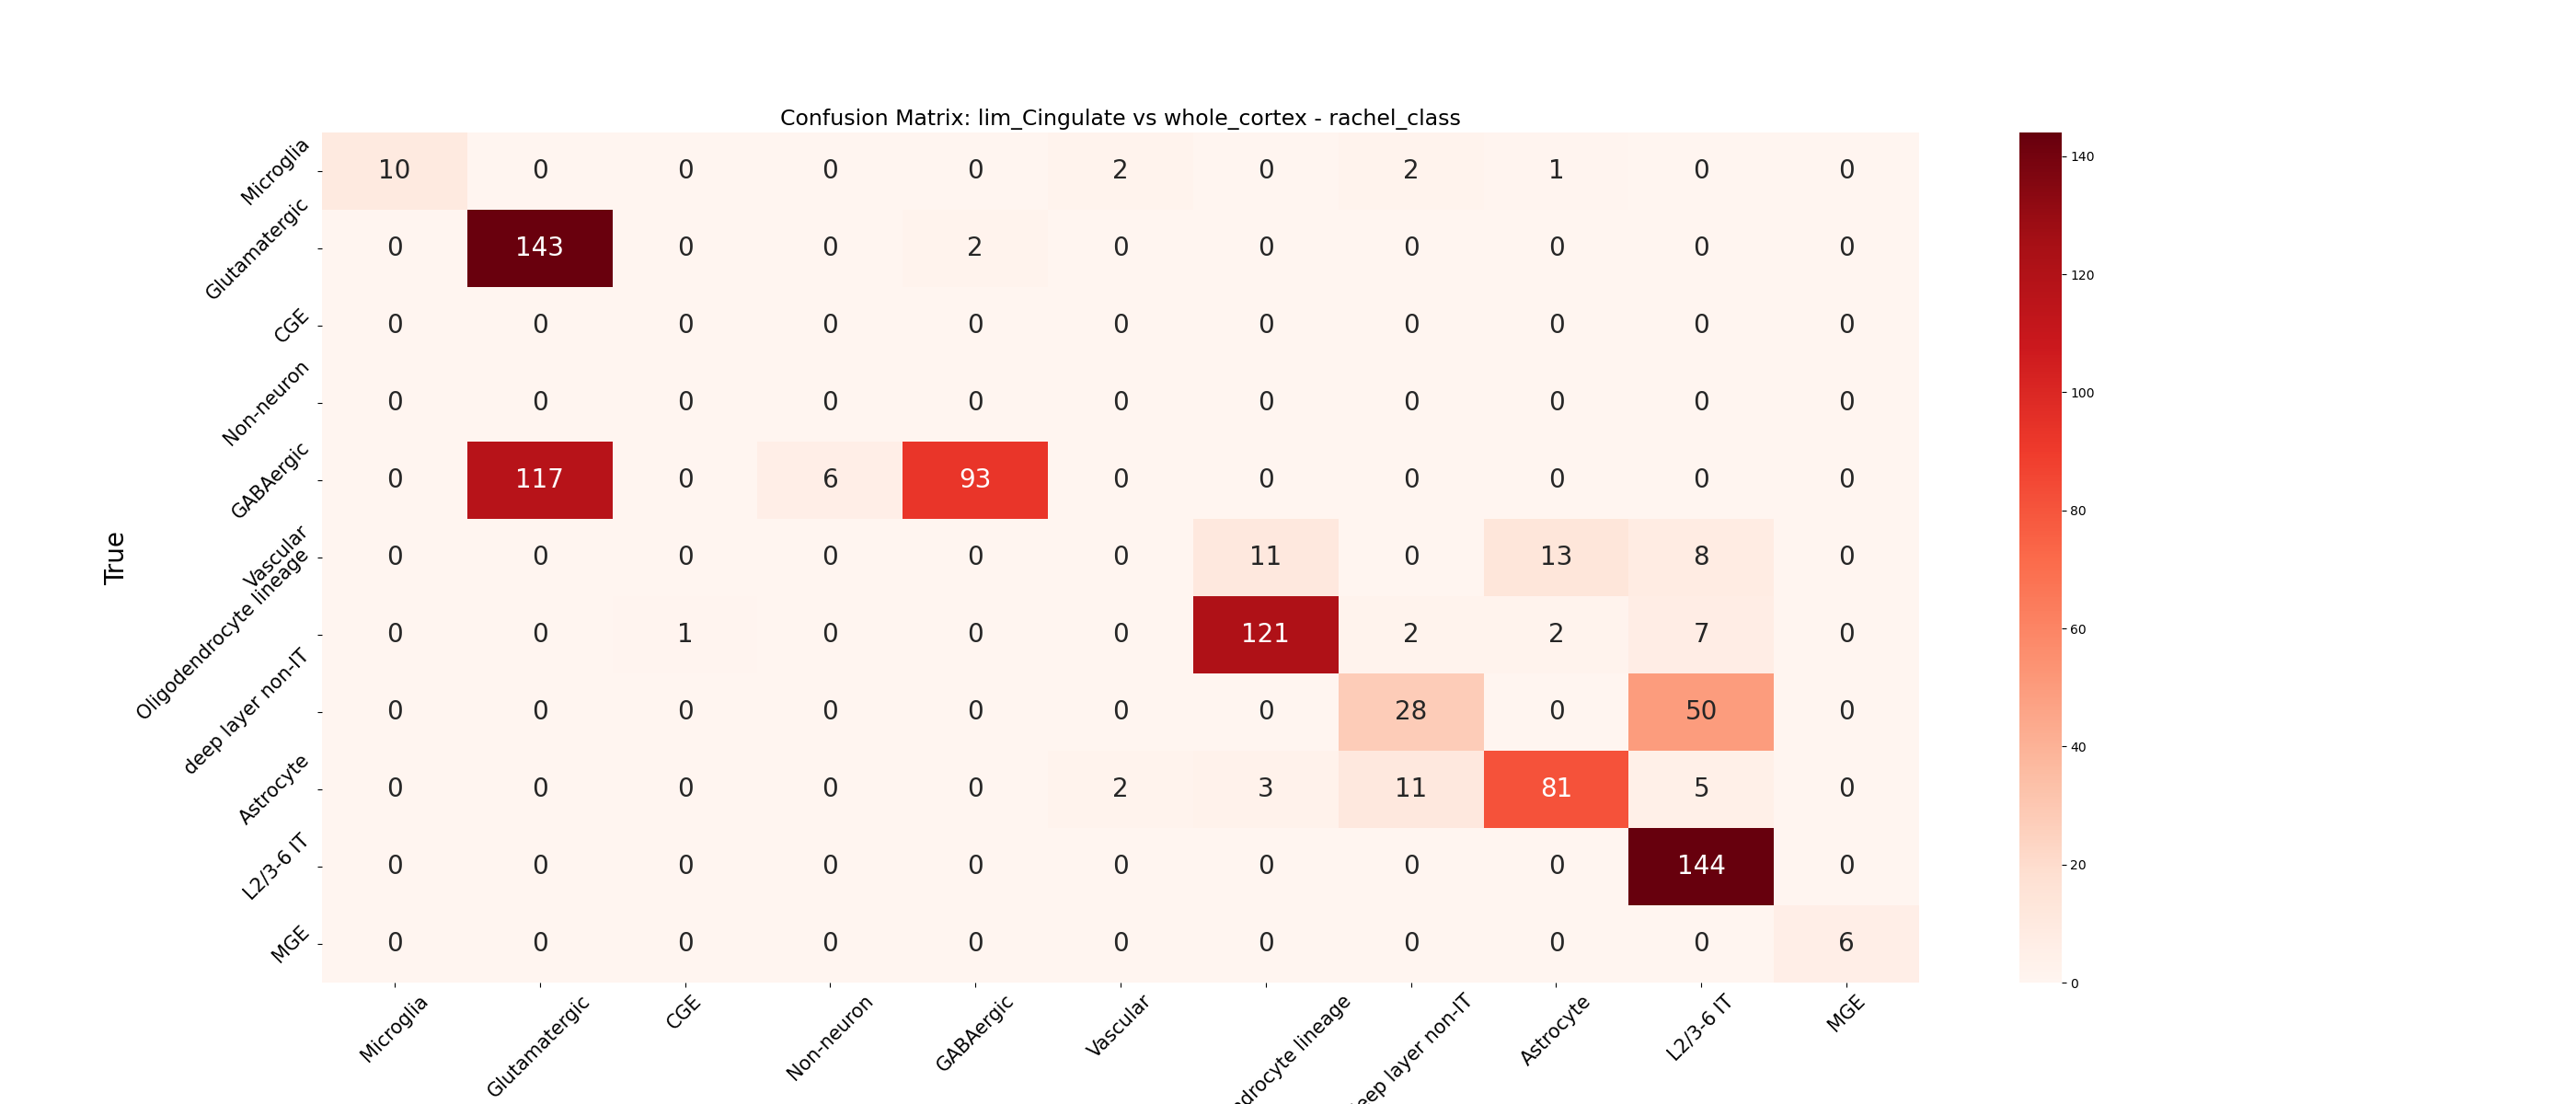 Confusion Matrix: lim_Cingulate vs whole_cortex - rachel_class
True
Microglia 10 0 0 0 0 2 0 2 1 0 0
Glutamatergic 0 143 0 0 2 0 0 0 0 0 0
CGE 0 0 0 0 0 0 0 0 0 0 0
Non-neuron 0 0 0 0 0 0 0 0 0 0 0
GABAergic 0 117 0 6 93 0 0 0 0 0 0
Vascular 0 0 0 0 0 0 11 0 13 8 0
Oligodendrocyte lineage 0 0 1 0 0 0 121 2 2 7 0
deep layer non-IT 0 0 0 0 0 0 0 28 0 50 0
Astrocyte 0 0 0 0 0 2 3 11 81 5 0
L2/3-6 IT 0 0 0 0 0 0 0 0 0 144 0
MGE 0 0 0 0 0 0 0 0 0 0 6
Microglia
Glutamatergic
CGE
Non-neuron
GABAergic
Vascular
ndrocyte lineage
eep layer non-IT
Astrocyte
L2/3-6 IT
MGE
140
120
100
80
60
40
20
0